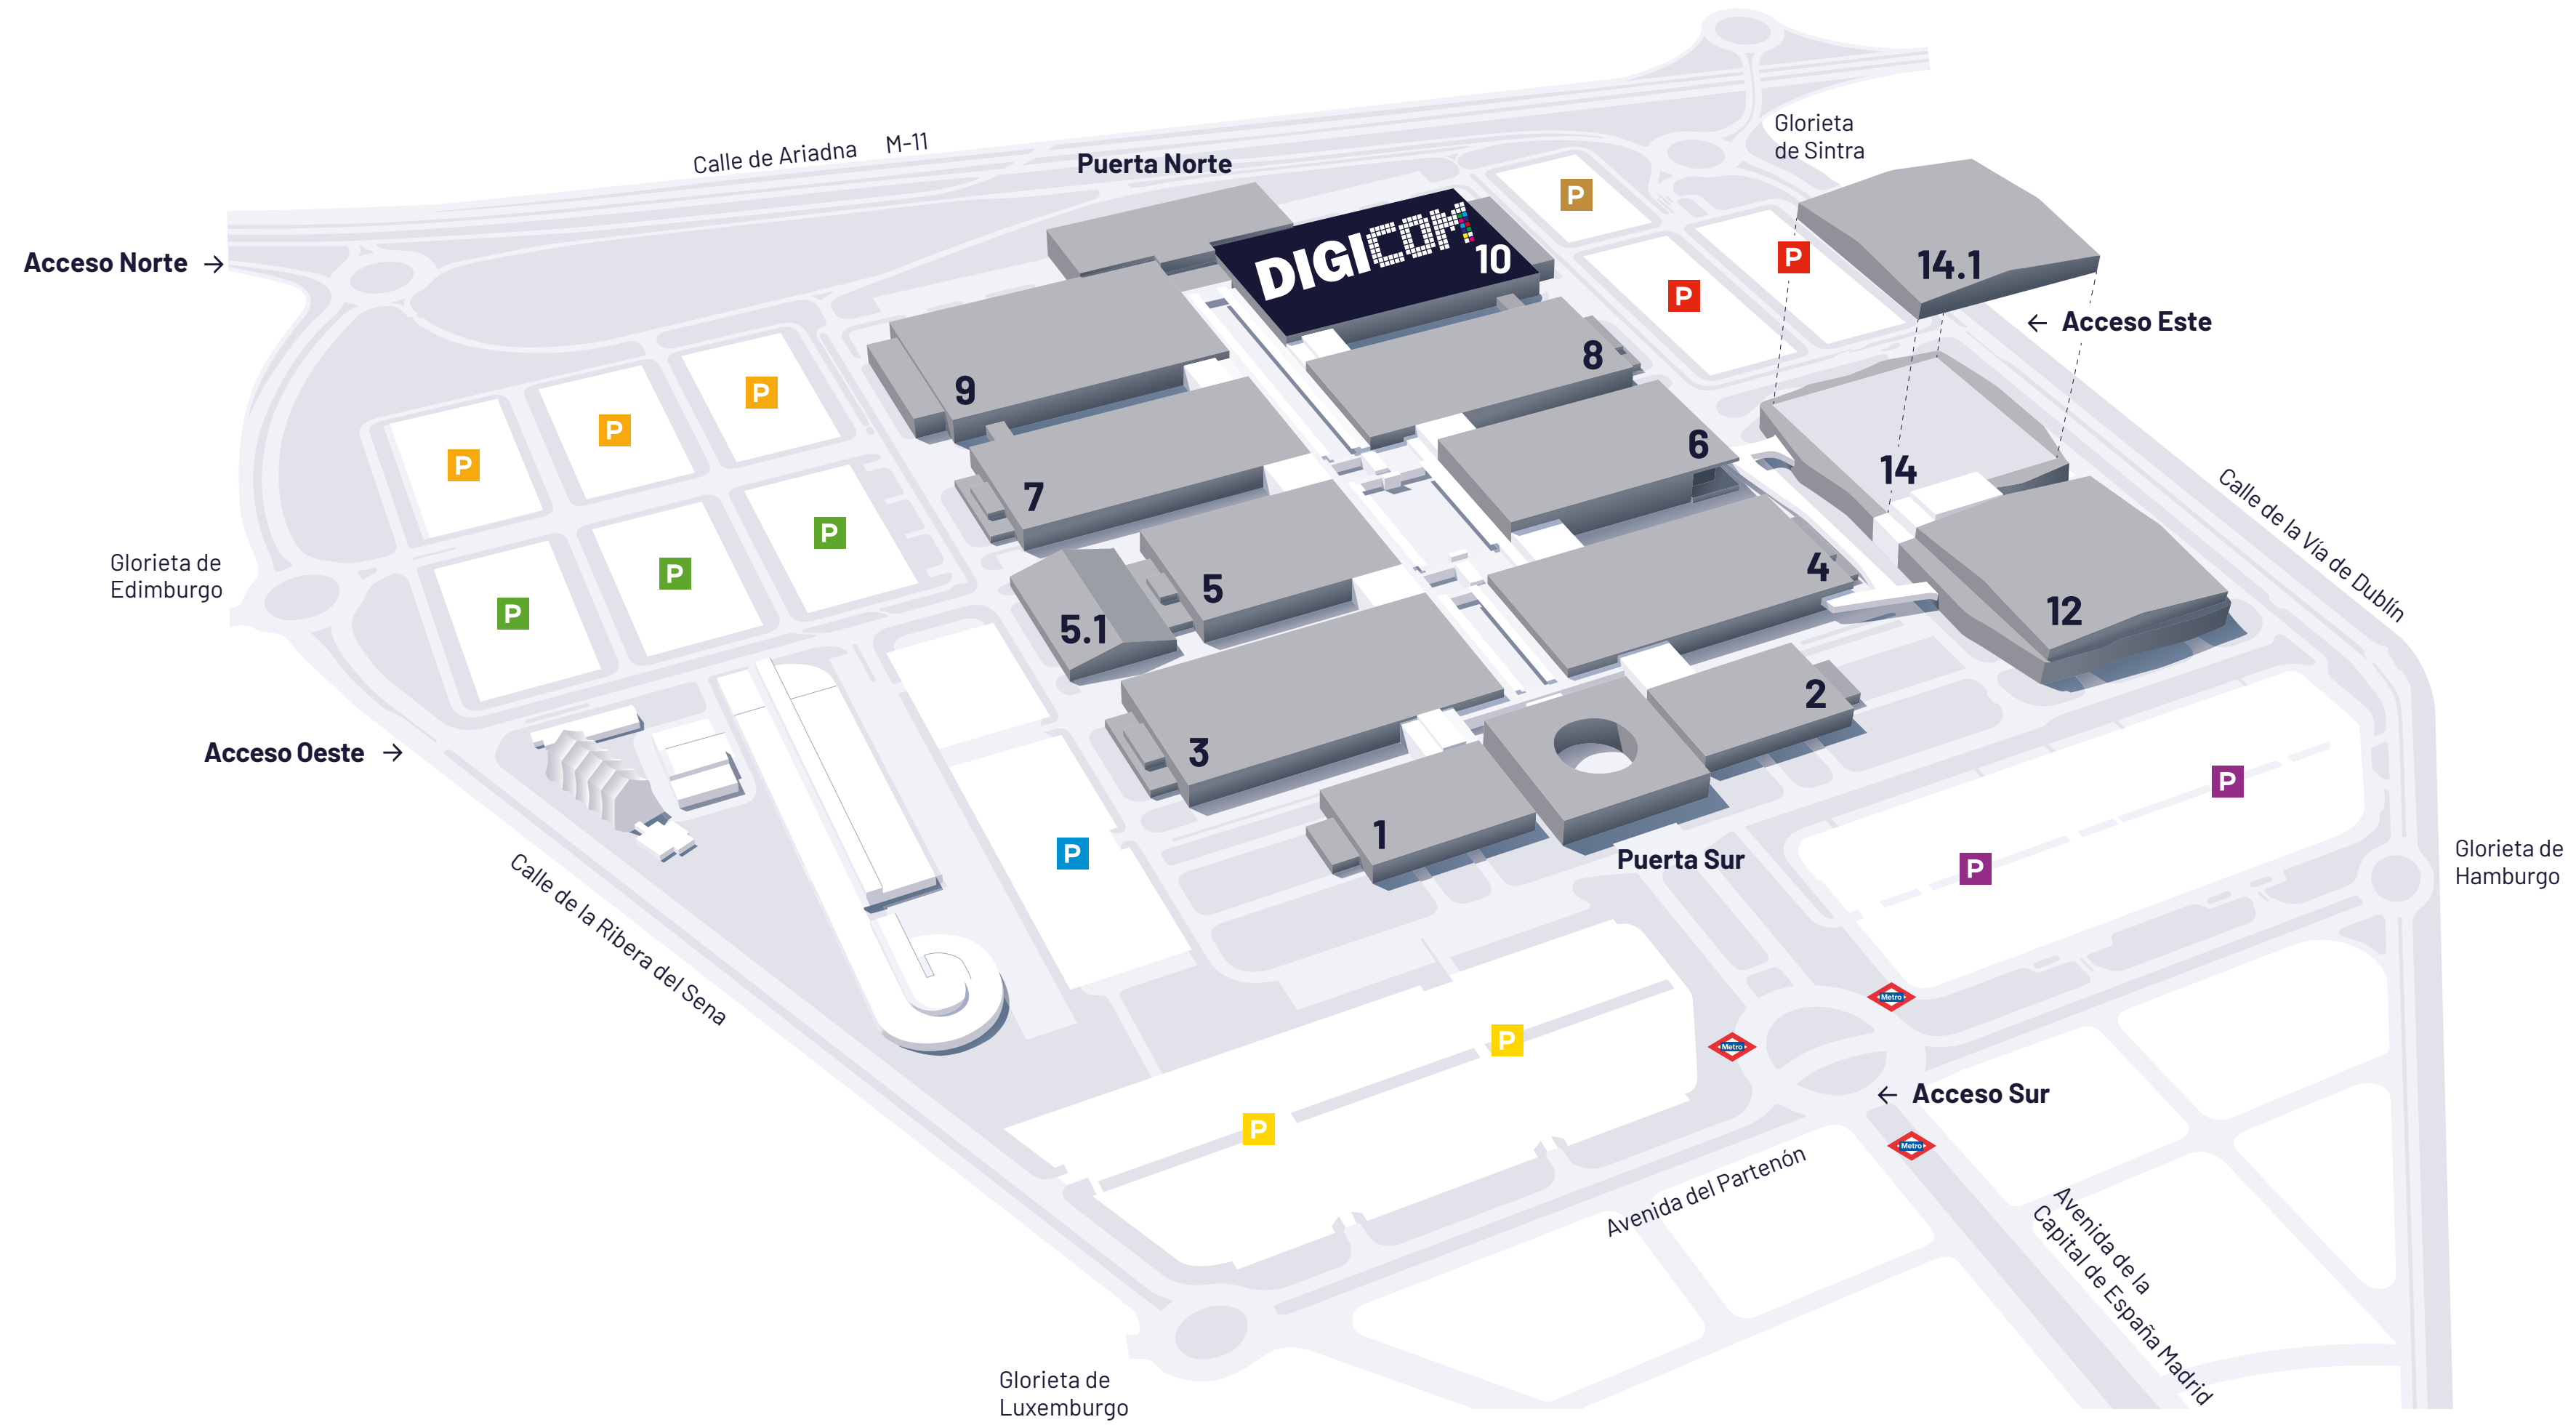 Calle de Ariadna M-11
Puerta Norte
Glorieta
de Sintra
Acceso Norte →
DIGICOM
10
P
P
P
14.1
← Acceso Este
9
8
P
P
P
7
6
14
Calle de la Vía de Dublín
P
P
P
Glorieta de
Edimburgo
5
5.1
4
12
Acceso Oeste →
3
2
1
Puerta Sur
P
P
P
Glorieta de
Hamburgo
Calle de la Ribera del Sena
Metro
Metro
P
P
← Acceso Sur
Metro
Avenida del Partenón
Avenida de la
Capital de España Madrid
Glorieta de
Luxemburgo